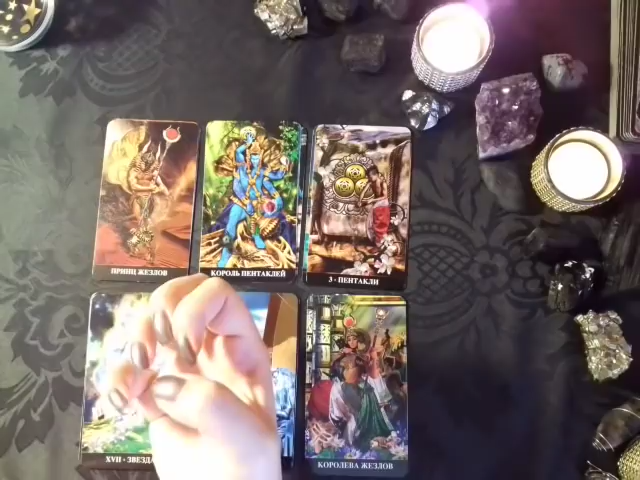 ПРИНЦ ЖЕЗЛОВ
КОРОЛЬ ПЕНТАКЛЕЙ
3 • ПЕНТАКЛИ
XVII • ЗВЕЗДА
КОРОЛЕВА ЖЕЗЛОВ